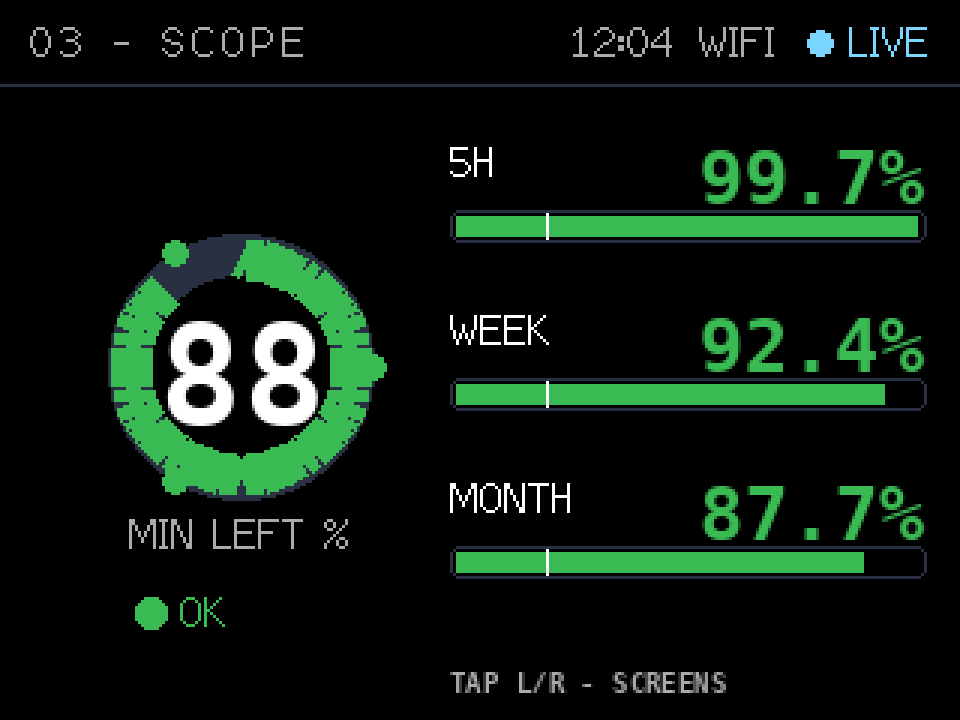 03 - SCOPE
12:04 WIFI LIVE
5H 99.7%
WEEK 92.4%
88
MONTH 87.7%
MIN LEFT %
OK
TAP L/R - SCREENS